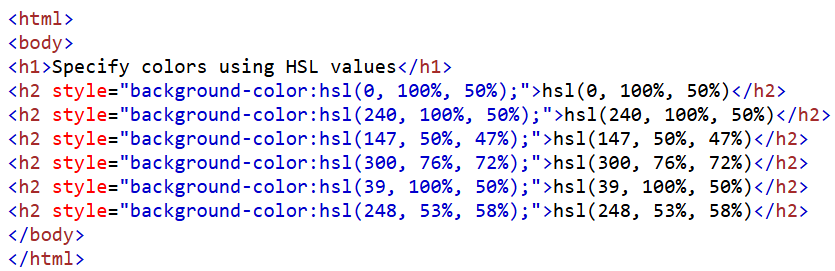 <html>
<body>
<h1>Specify colors using HSL values</h1>
<h2 style="background-color:hsl(0, 100%, 50%);">hsl(0, 100%, 50%)</h2>
<h2 style="background-color:hsl(240, 100%, 50%);">hsl(240, 100%, 50%)</h2>
<h2 style="background-color:hsl(147, 50%, 47%);">hsl(147, 50%, 47%)</h2>
<h2 style="background-color:hsl(300, 76%, 72%);">hsl(300, 76%, 72%)</h2>
<h2 style="background-color:hsl(39, 100%, 50%);">hsl(39, 100%, 50%)</h2>
<h2 style="background-color:hsl(248, 53%, 58%);">hsl(248, 53%, 58%)</h2>
</body>
</html>